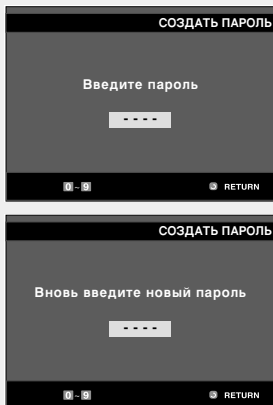 СОЗДАТЬ ПАРОЛЬ
Введите пароль
- - - -
0 ~ 9 RETURN
СОЗДАТЬ ПАРОЛЬ
Вновь введите новый пароль
- - - -
0 ~ 9 RETURN